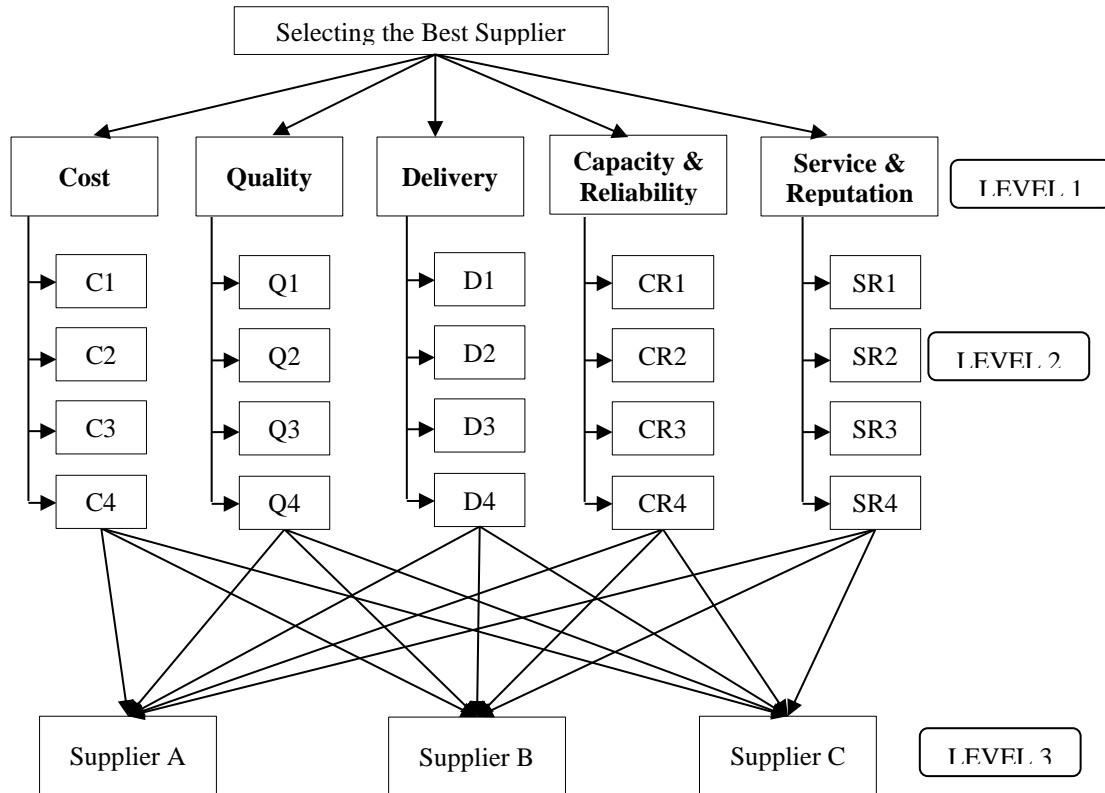 Selecting the Best Supplier
Cost
Quality
Delivery
Capacity &
Reliability
Service &
Reputation
LEVEL 1
C1
Q1
D1
CR1
SR1
C2
Q2
D2
CR2
SR2
LEVEL 2
C3
Q3
D3
CR3
SR3
C4
Q4
D4
CR4
SR4
Supplier A
Supplier B
Supplier C
LEVEL 3